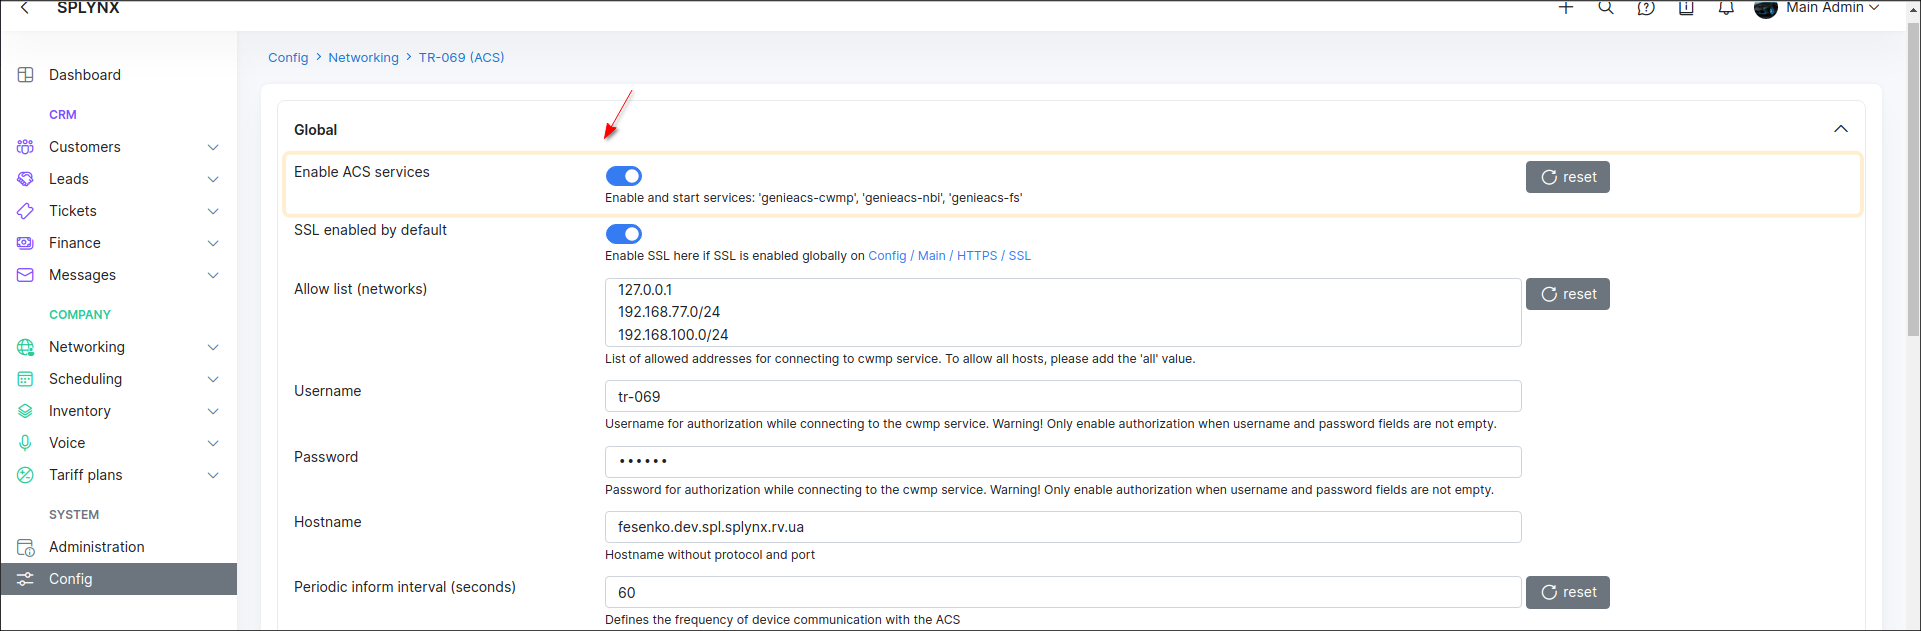 SPLYNX
Main Admin
Dashboard
CRM
Customers
Leads
Tickets
Finance
Messages
COMPANY
Networking
Scheduling
Inventory
Voice
Tariff plans
SYSTEM
Administration
Config
Config > Networking > TR-069 (ACS)
Global
Enable ACS services
reset
Enable and start services: 'genieacs-cwmp', 'genieacs-nbi', 'genieacs-fs'
SSL enabled by default
Enable SSL here if SSL is enabled globally on Config / Main / HTTPS / SSL
Allow list (networks)
127.0.0.1
192.168.77.0/24
192.168.100.0/24
reset
List of allowed addresses for connecting to cwmp service. To allow all hosts, please add the 'all' value.
Username
tr-069
Username for authorization while connecting to the cwmp service. Warning! Only enable authorization when username and password fields are not empty.
Password
••••••
Password for authorization while connecting to the cwmp service. Warning! Only enable authorization when username and password fields are not empty.
Hostname
fesenko.dev.spl.splynx.rv.ua
Hostname without protocol and port
Periodic inform interval (seconds)
60
reset
Defines the frequency of device communication with the ACS